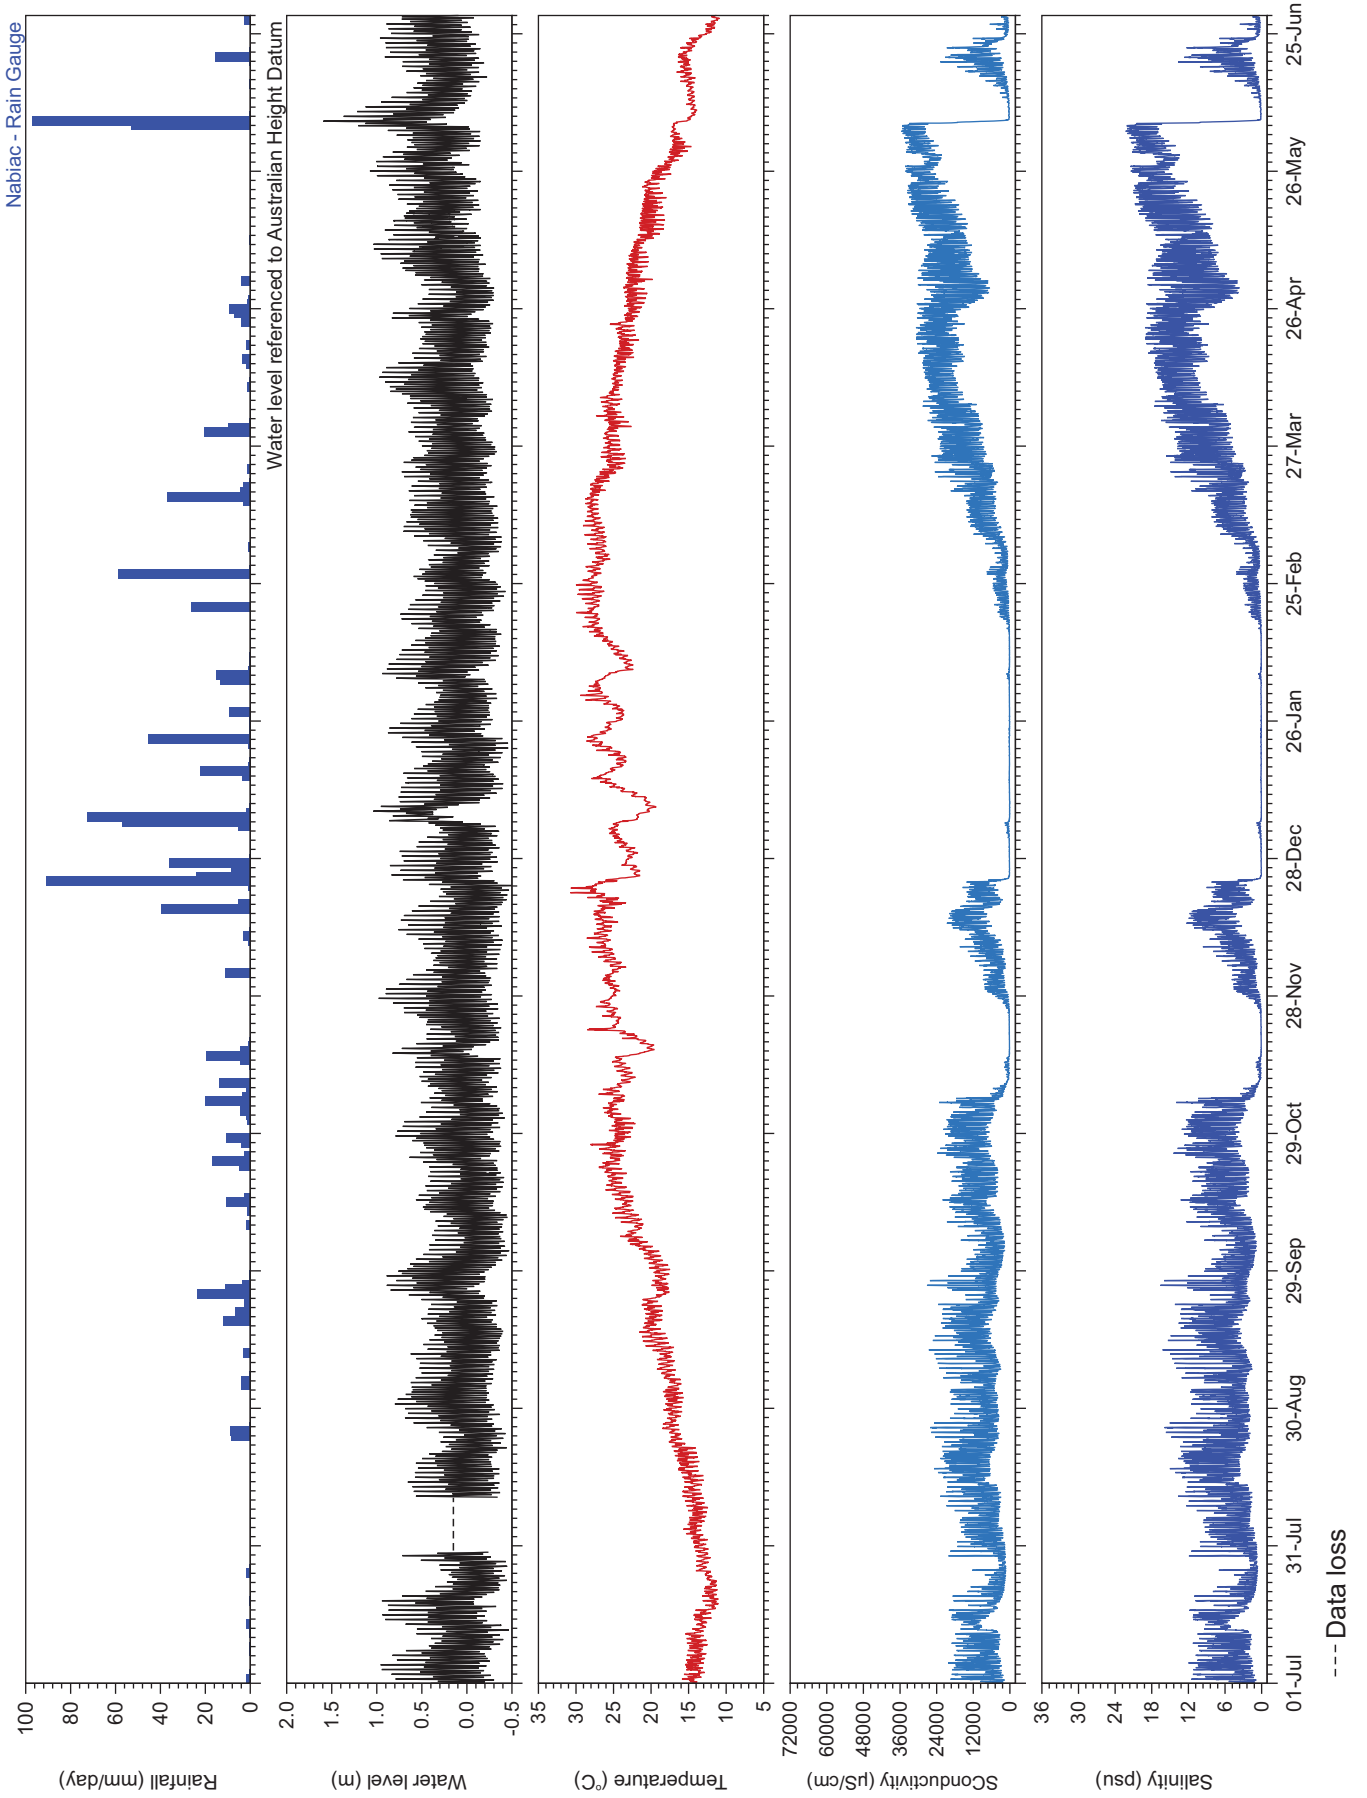 Nabiac - Rain Gauge
Rainfall (mm/day)
100
80
60
40
20
0
Water level referenced to Australian Height Datum
Water level (m)
2.0
1.5
1.0
0.5
0.0
-0.5
Temperature (°C)
35
30
25
20
15
10
5
SConductivity (µS/cm)
72000
60000
48000
36000
24000
12000
0
Salinity (psu)
36
30
24
18
12
6
0
01-Jul
31-Jul
30-Aug
29-Sep
29-Oct
28-Nov
28-Dec
26-Jan
25-Feb
27-Mar
26-Apr
26-May
25-Jun
--- Data loss